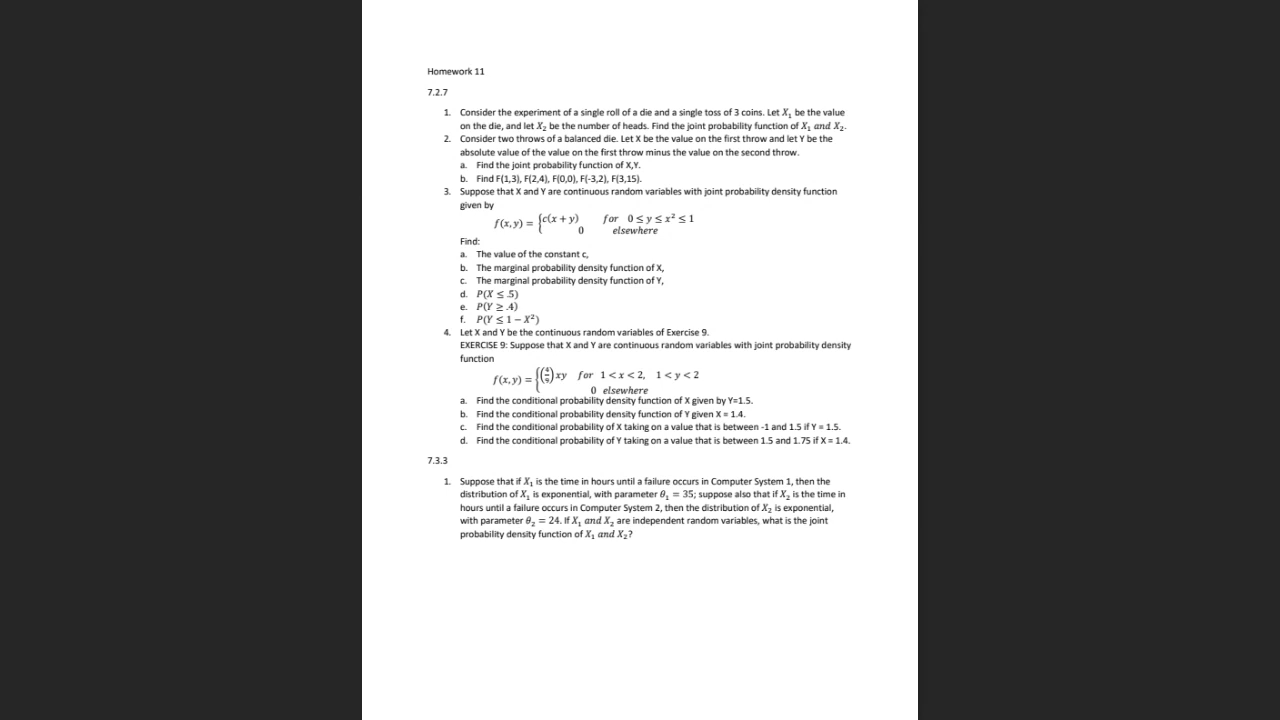 Homework 11
7.2.7
1. Consider the experiment of a single roll of a die and a single toss of 3 coins. Let X₁ be the value
on the die, and let X₂ be the number of heads. Find the joint probability function of X₁ and X₂.
2. Consider two throws of a balanced die. Let X be the value on the first throw and let Y be the
absolute value of the value on the first throw minus the value on the second throw.
a. Find the joint probability function of X,Y.
b. Find F(1,3), F(2,4), F(0,0), F(-3,2), F(3,15).
3. Suppose that X and Y are continuous random variables with joint probability density function
given by
f(x,y) = { c(x + y) for 0 ≤ y ≤ x² ≤ 1
0 elsewhere
Find:
a. The value of the constant c,
b. The marginal probability density function of X,
c. The marginal probability density function of Y,
d. P(X ≤ .5)
e. P(Y ≥ .4)
f. P(Y ≤ 1 − X²)
4. Let X and Y be the continuous random variables of Exercise 9.
EXERCISE 9: Suppose that X and Y are continuous random variables with joint probability density
function
f(x,y) = { (4/9) xy for 1 < x < 2, 1 < y < 2
0 elsewhere
a. Find the conditional probability density function of X given by Y=1.5.
b. Find the conditional probability density function of Y given X = 1.4.
c. Find the conditional probability of X taking on a value that is between -1 and 1.5 if Y = 1.5.
d. Find the conditional probability of Y taking on a value that is between 1.5 and 1.75 if X = 1.4.
7.3.3
1. Suppose that if X₁ is the time in hours until a failure occurs in Computer System 1, then the
distribution of X₁ is exponential, with parameter θ₁ = 35; suppose also that if X₂ is the time in
hours until a failure occurs in Computer System 2, then the distribution of X₂ is exponential,
with parameter θ₂ = 24. If X₁ and X₂ are independent random variables, what is the joint
probability density function of X₁ and X₂?